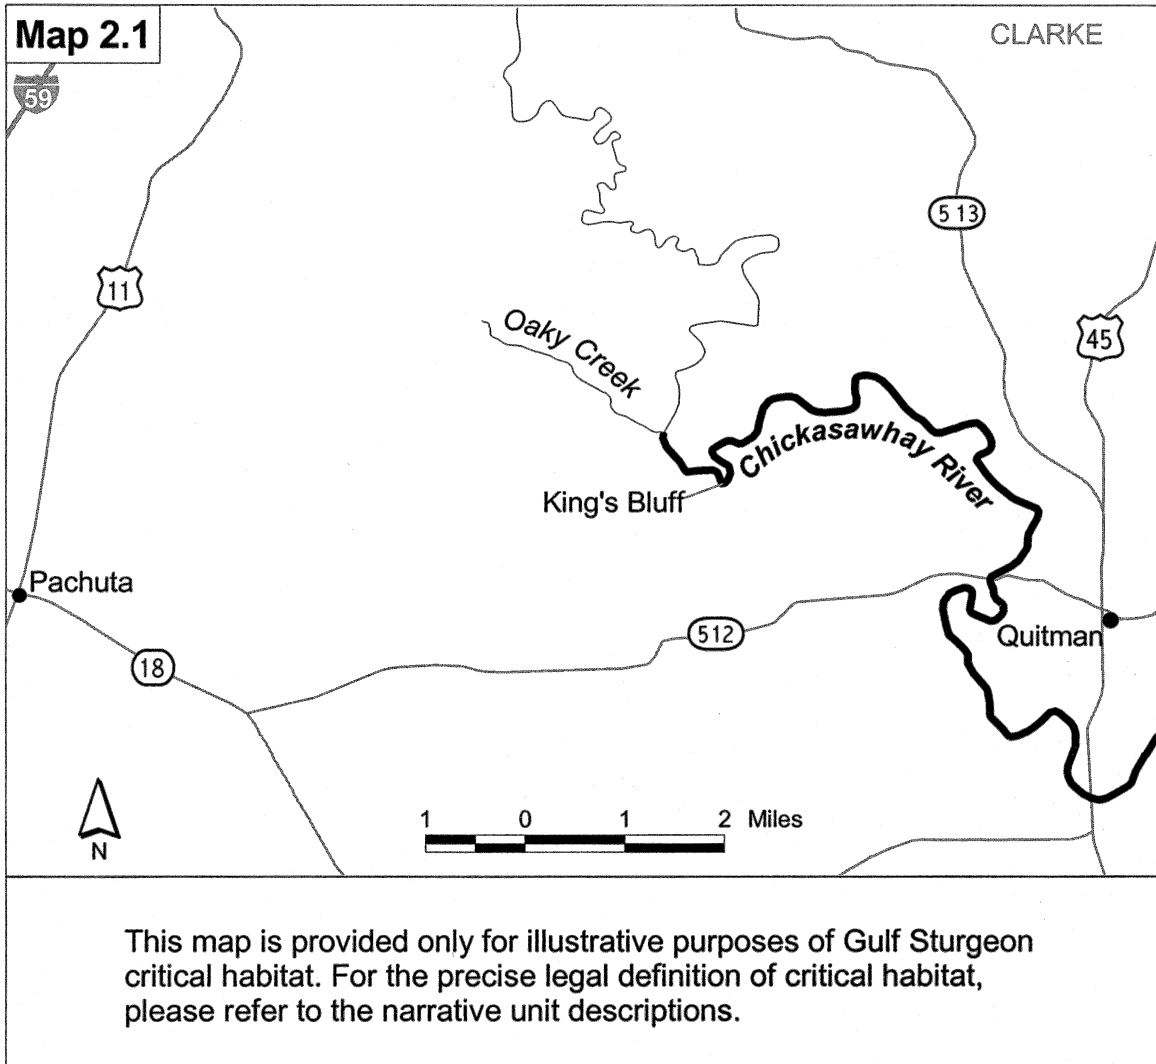 Map 2.1
CLARKE
59
5 13
11
45
Oaky Creek
Chickasawhay River
King's Bluff
Pachuta
512
Quitman
18
1 0 1 2 Miles
N
This map is provided only for illustrative purposes of Gulf Sturgeon
critical habitat. For the precise legal definition of critical habitat,
please refer to the narrative unit descriptions.